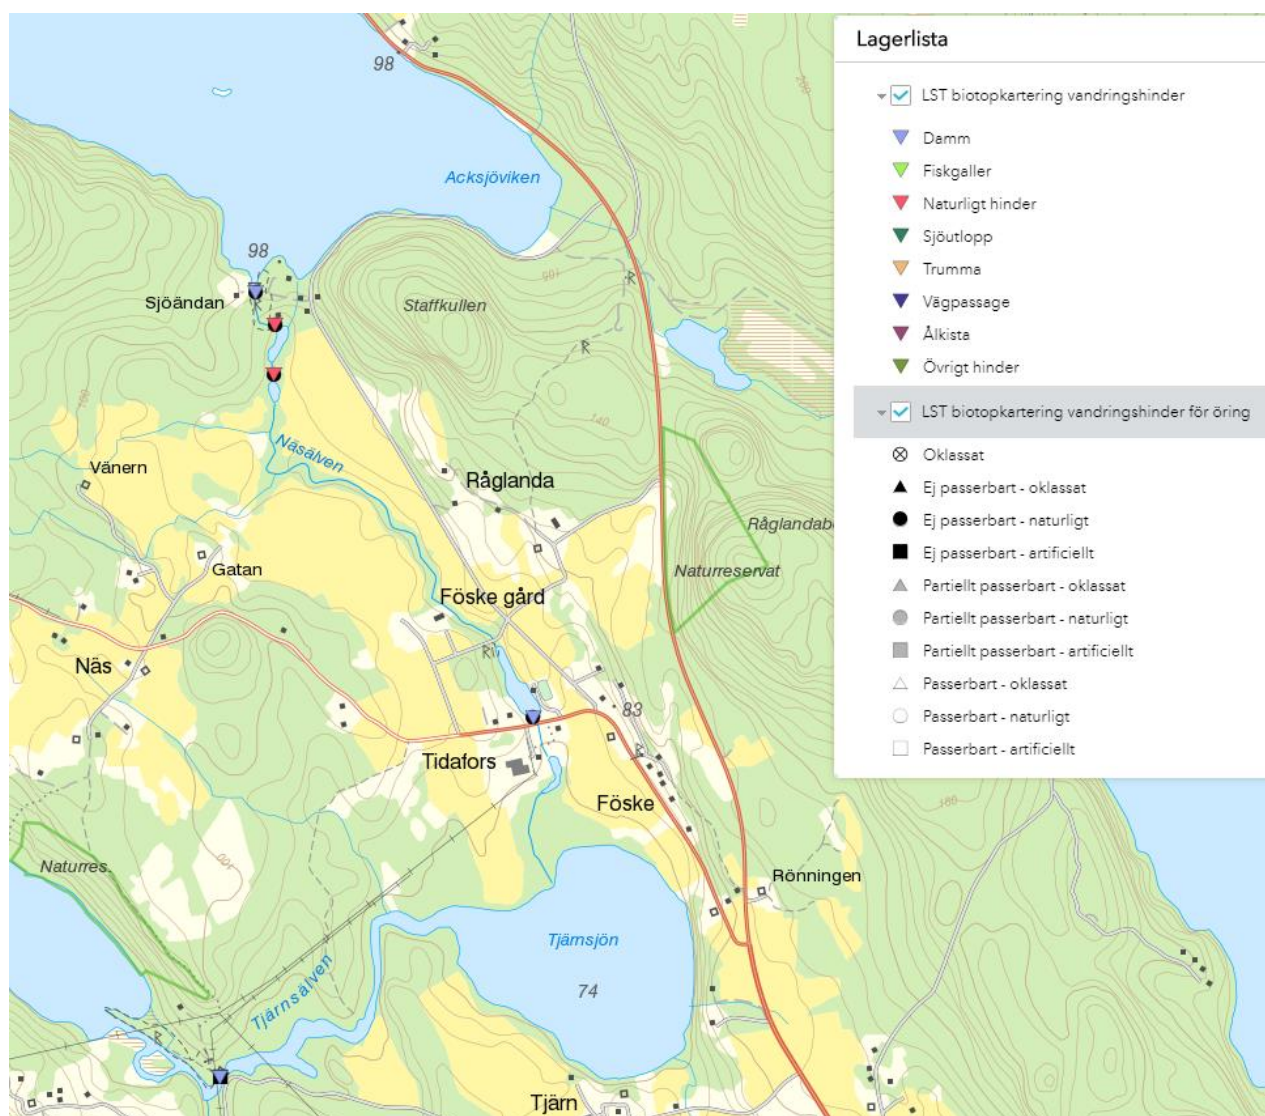 98
Acksjöviken
98
Sjöändan
Staffkullen
100
Näsälven
140
Vänern
Råglanda
Råglandab
Gatan
Naturreservat
Föske gård
Näs
83
Tidafors
Föske
100
Naturres.
Rönningen
Tjärnsjön
74
Tjärnsälven
Tjärn
Lagerlista
LST biotopkartering vandringshinder
Damm
Fiskgaller
Naturligt hinder
Sjöutlopp
Trumma
Vägpassage
Ålkista
Övrigt hinder
LST biotopkartering vandringshinder för öring
Oklassat
Ej passerbart - oklassat
Ej passerbart - naturligt
Ej passerbart - artificiellt
Partiellt passerbart - oklassat
Partiellt passerbart - naturligt
Partiellt passerbart - artificiellt
Passerbart - oklassat
Passerbart - naturligt
Passerbart - artificiellt